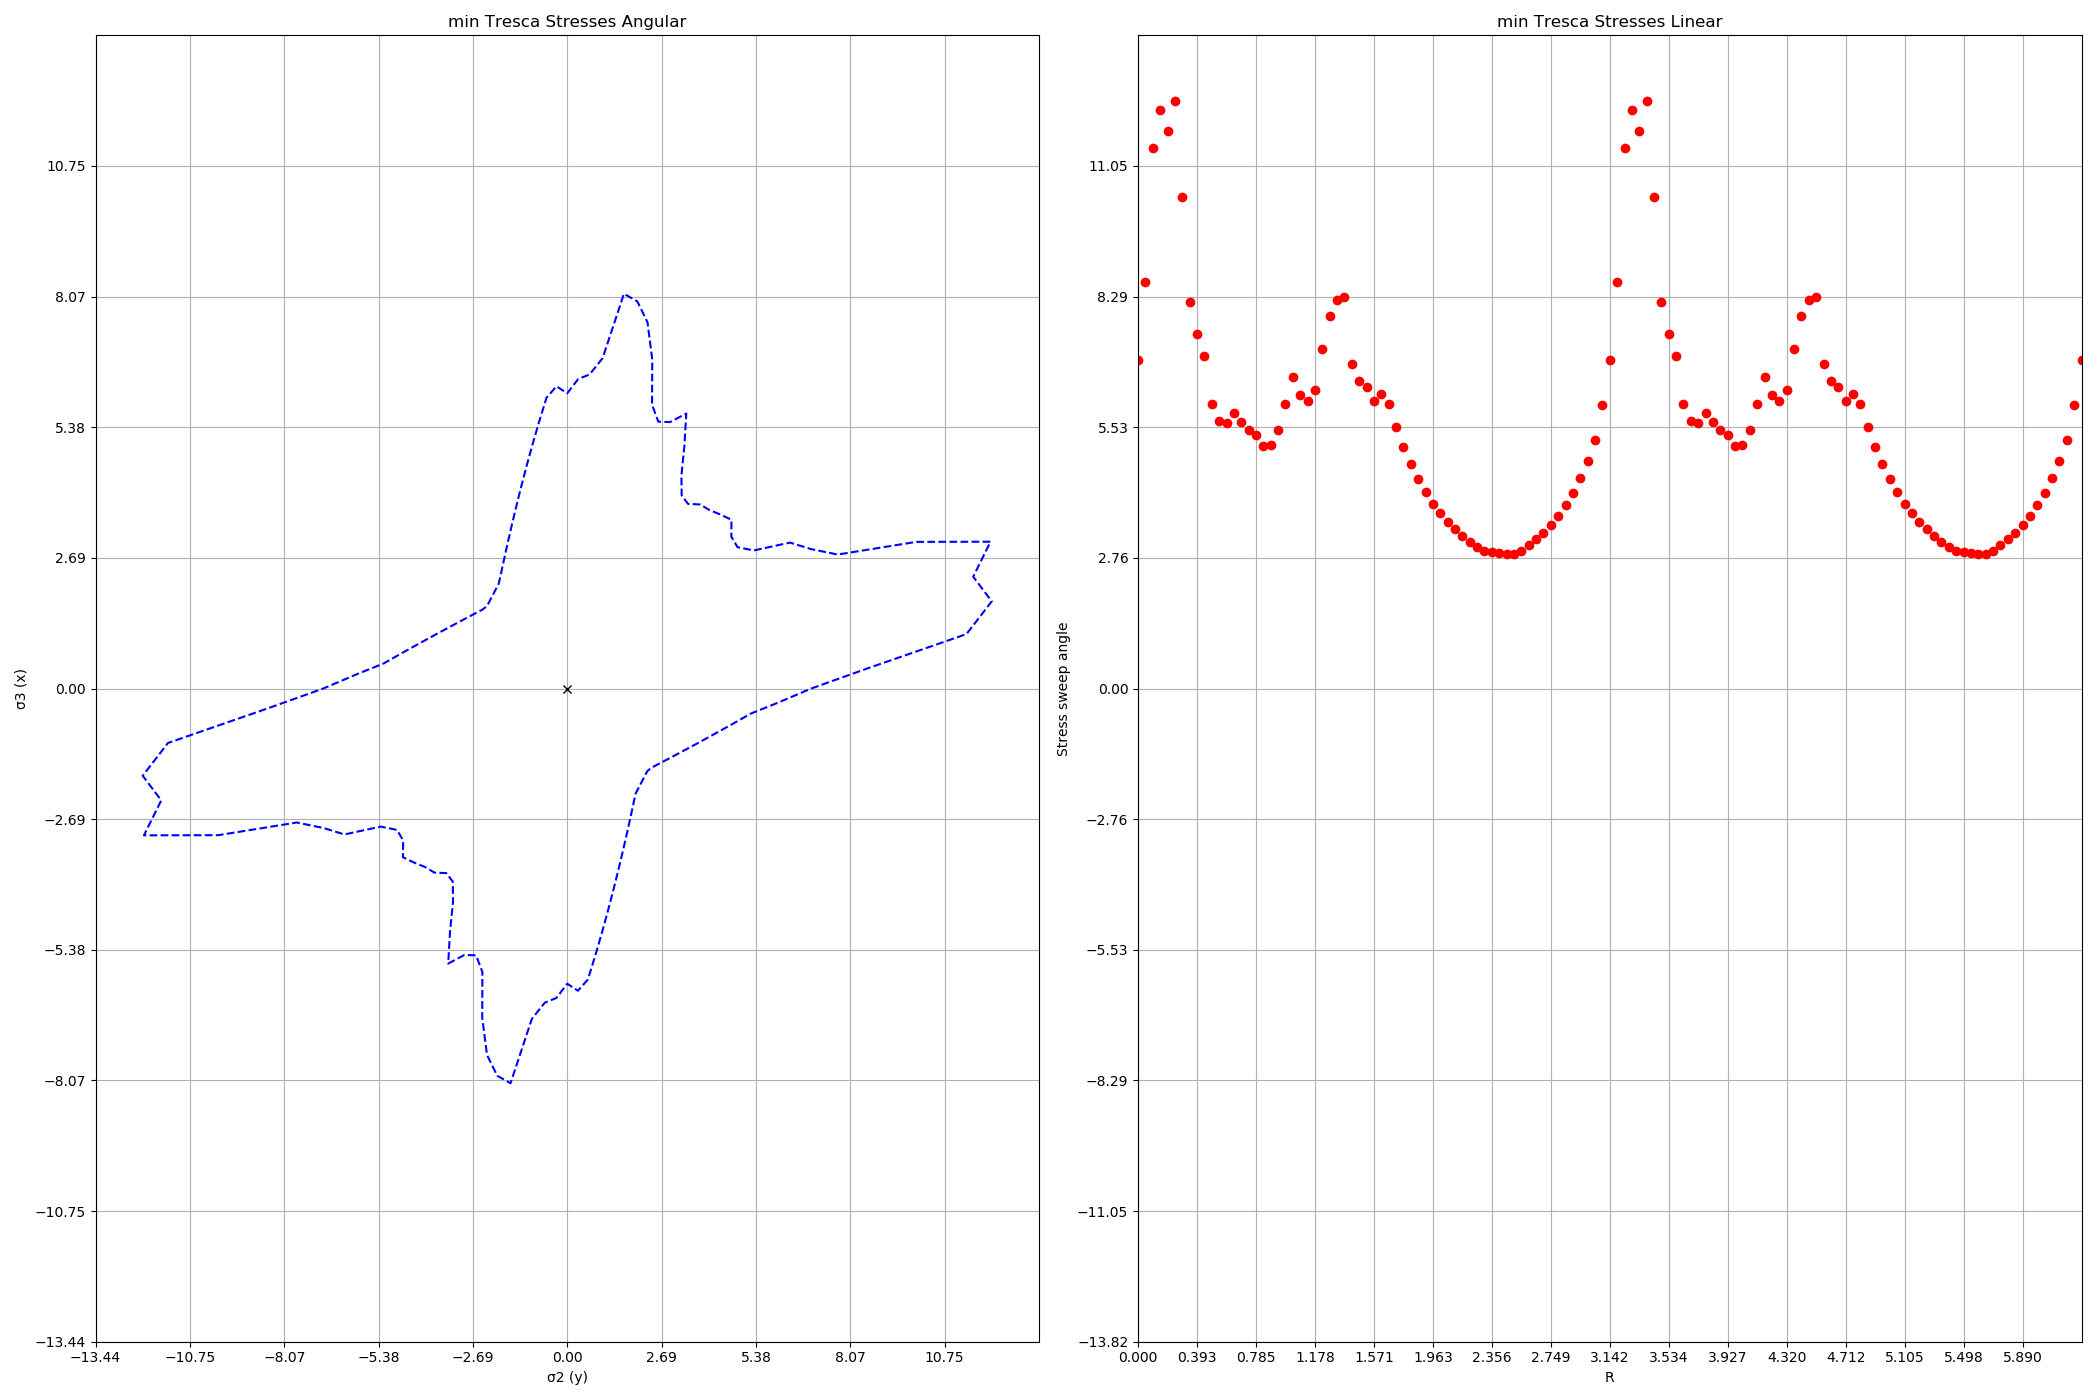 min Tresca Stresses Angular
10.75
8.07
5.38
2.69
0.00
−2.69
−5.38
−8.07
−10.75
−13.44
σ3 (x)
−13.44 −10.75 −8.07 −5.38 −2.69 0.00 2.69 5.38 8.07 10.75
σ2 (y)
min Tresca Stresses Linear
11.05
8.29
5.53
2.76
0.00
−2.76
−5.53
−8.29
−11.05
−13.82
Stress sweep angle
0.000 0.393 0.785 1.178 1.571 1.963 2.356 2.749 3.142 3.534 3.927 4.320 4.712 5.105 5.498 5.890
R